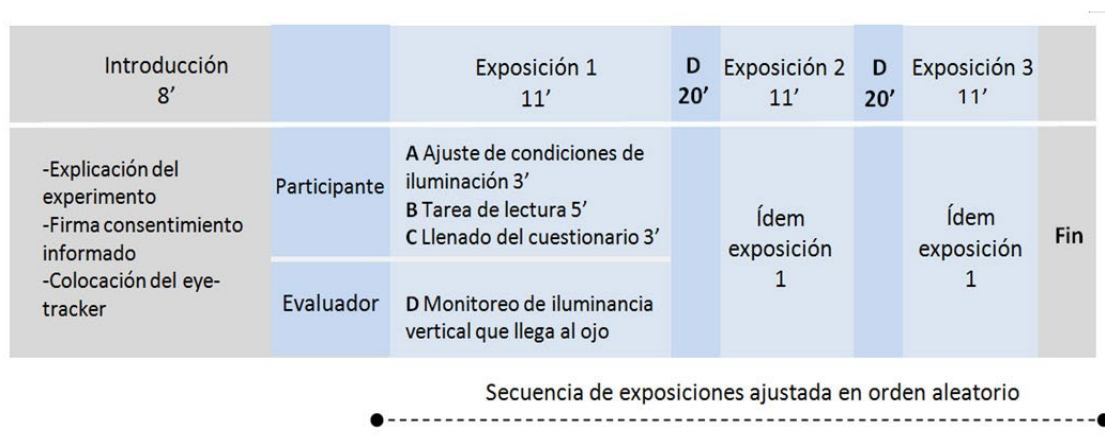 Introducción
8’
Exposición 1
11’
D
20’
Exposición 2
11’
D
20’
Exposición 3
11’
-Explicación del
experimento
-Firma consentimiento
informado
-Colocación del eye-
tracker
Participante
A Ajuste de condiciones de
iluminación 3’
B Tarea de lectura 5’
C Llenado del cuestionario 3’
Evaluador
D Monitoreo de iluminancia
vertical que llega al ojo
Ídem
exposición
1
Ídem
exposición
1
Fin
Secuencia de exposiciones ajustada en orden aleatorio